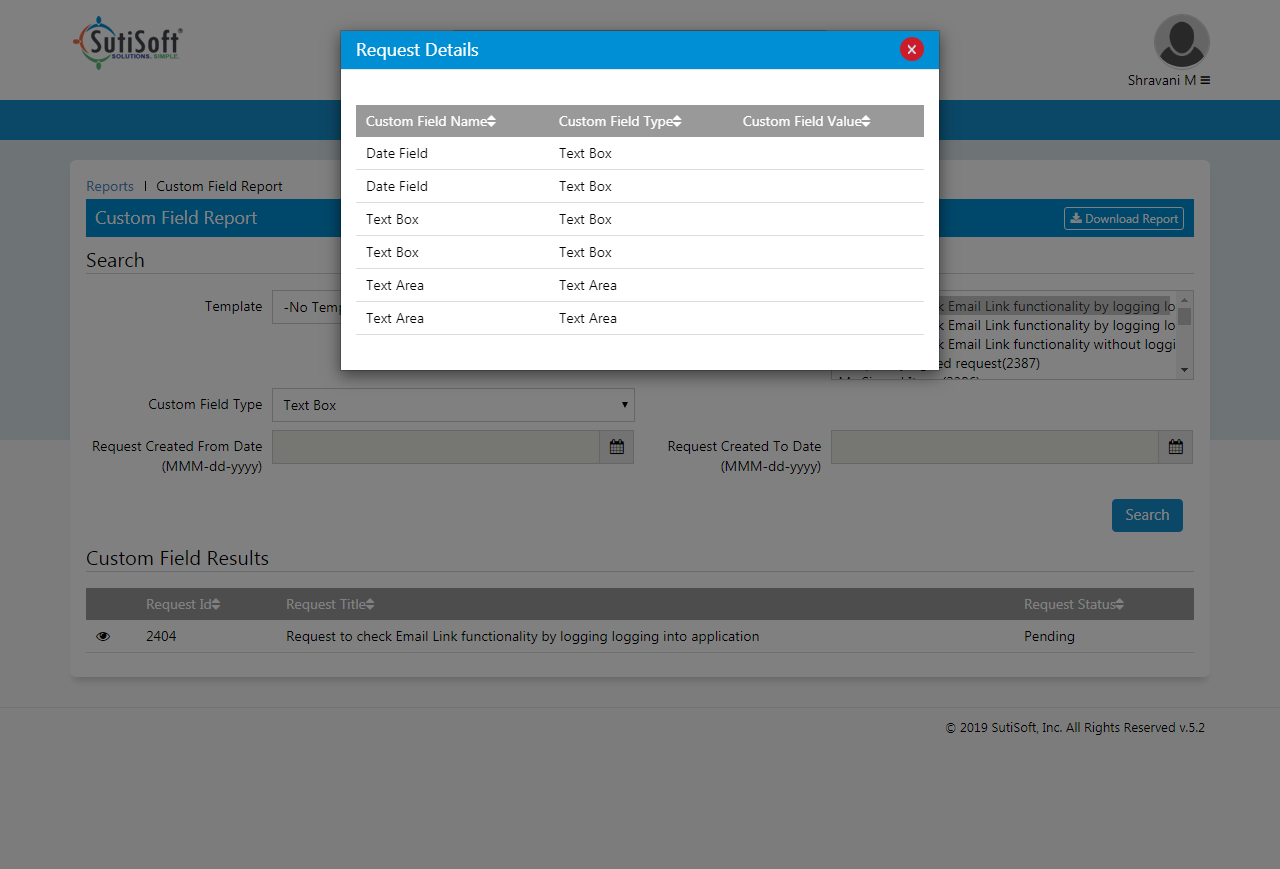 SutiSoft
SOLUTIONS. SIMPLE.
Shravani M
Request Details
Custom Field Name Custom Field Type Custom Field Value
Date Field Text Box
Date Field Text Box
Text Box Text Box
Text Box Text Box
Text Area Text Area
Text Area Text Area
Reports | Custom Field Report
Custom Field Report Download Report
Search
Template -No Temp
Email Link functionality by logging lo
Email Link functionality by logging lo
Email Link functionality without loggi
request(2387)
Custom Field Type Text Box
Request Created From Date
(MMM-dd-yyyy)
Request Created To Date
(MMM-dd-yyyy)
Search
Custom Field Results
Request Id Request Title Request Status
2404 Request to check Email Link functionality by logging logging into application Pending
© 2019 SutiSoft, Inc. All Rights Reserved v.5.2